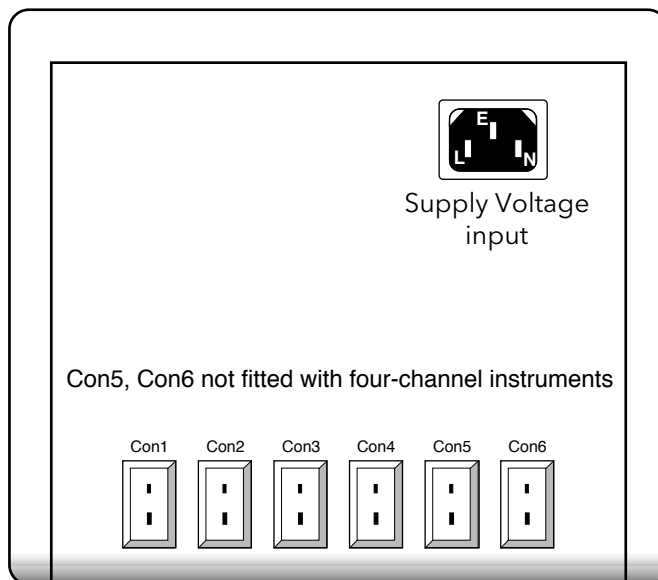 E
L N
Supply Voltage
input
Con5, Con6 not fitted with four-channel instruments
Con1 Con2 Con3 Con4 Con5 Con6